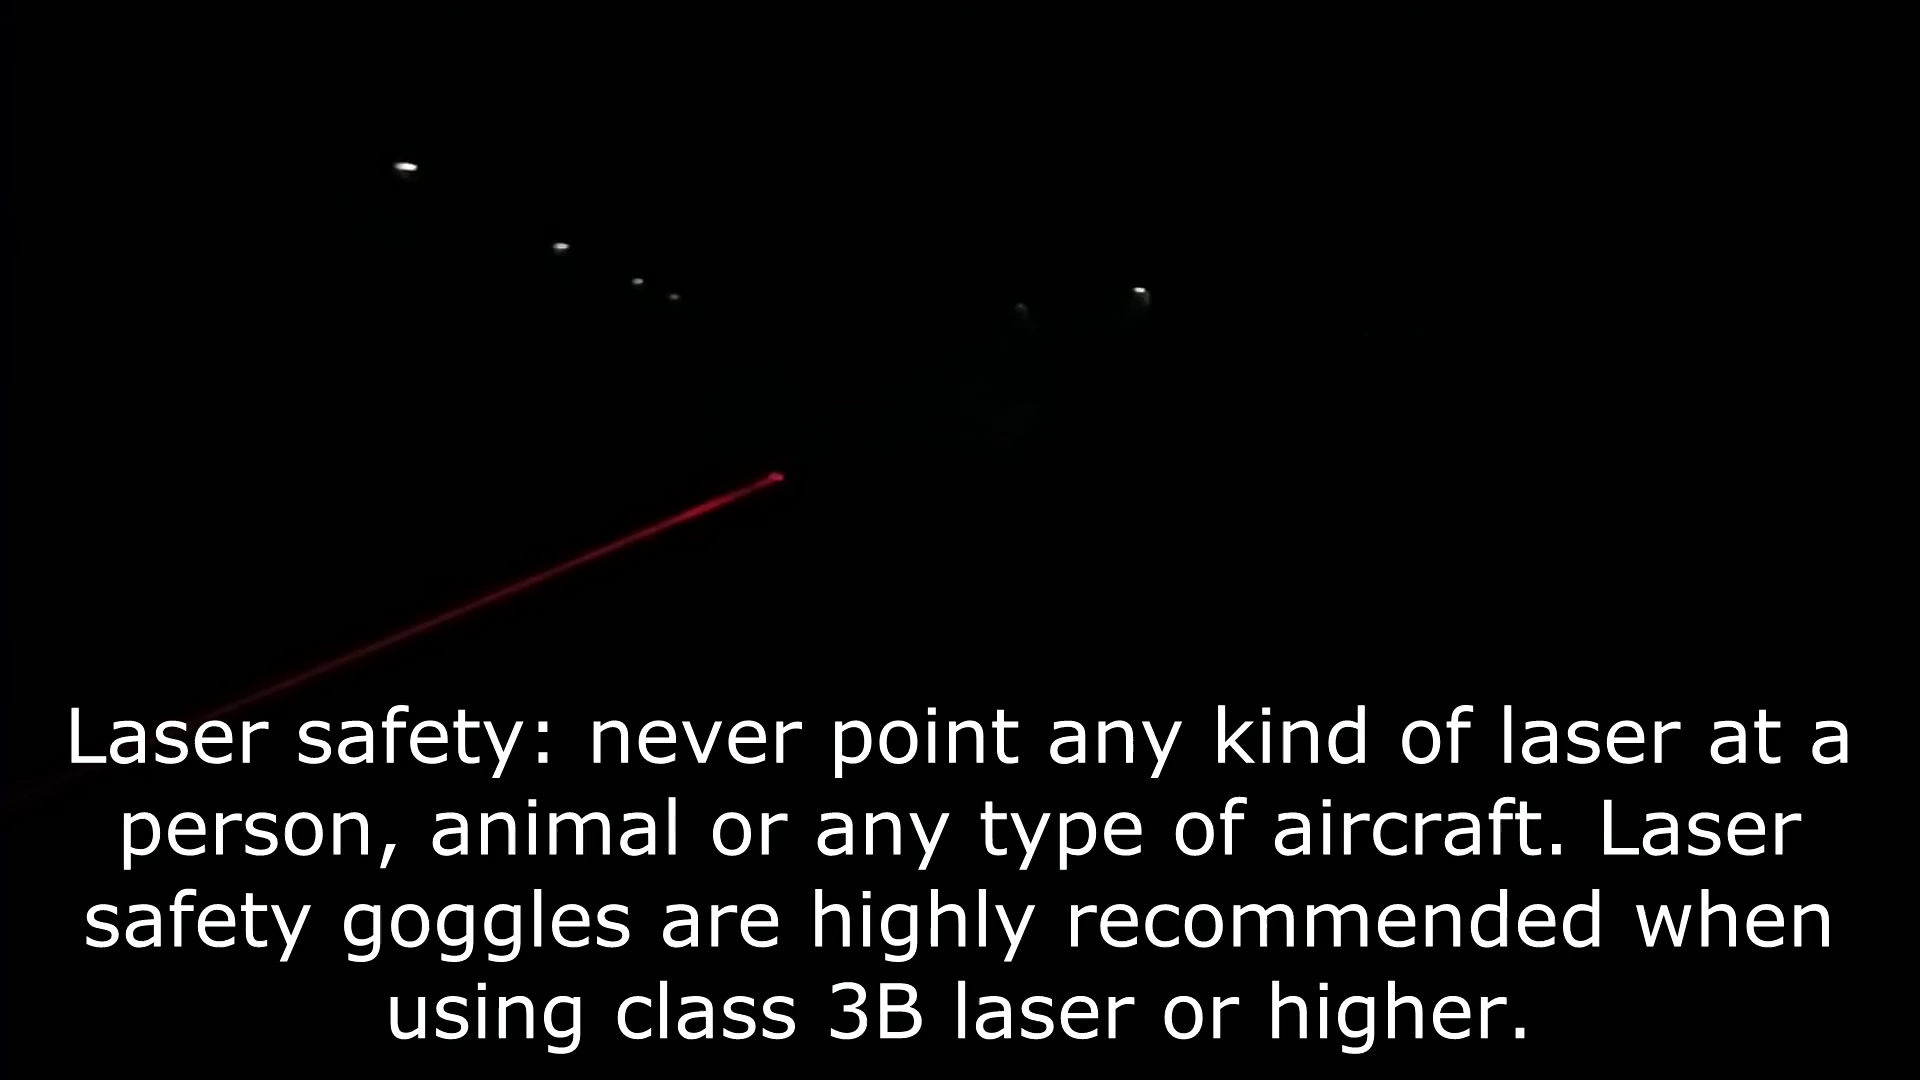 Laser safety: never point any kind of laser at a
person, animal or any type of aircraft. Laser
safety goggles are highly recommended when
using class 3B laser or higher.